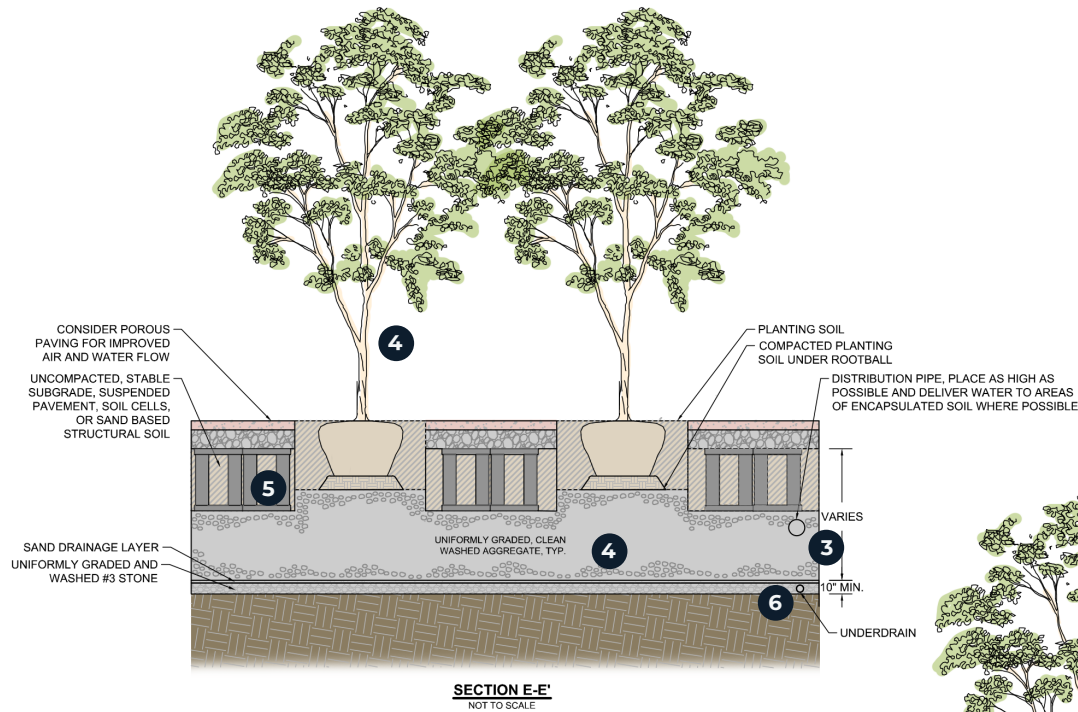 4
CONSIDER POROUS
PAVING FOR IMPROVED
AIR AND WATER FLOW
UNCOMPACTED, STABLE
SUBGRADE, SUSPENDED
PAVEMENT, SOIL CELLS,
OR SAND BASED
STRUCTURAL SOIL
PLANTING SOIL
COMPACTED PLANTING
SOIL UNDER ROOTBALL
DISTRIBUTION PIPE, PLACE AS HIGH AS
POSSIBLE AND DELIVER WATER TO AREAS
OF ENCAPSULATED SOIL WHERE POSSIBLE
5
VARIES
UNIFORMLY GRADED, CLEAN
WASHED AGGREGATE, TYP.
4
3
SAND DRAINAGE LAYER
UNIFORMLY GRADED AND
WASHED #3 STONE
10" MIN.
6
UNDERDRAIN
SECTION E-E'
NOT TO SCALE